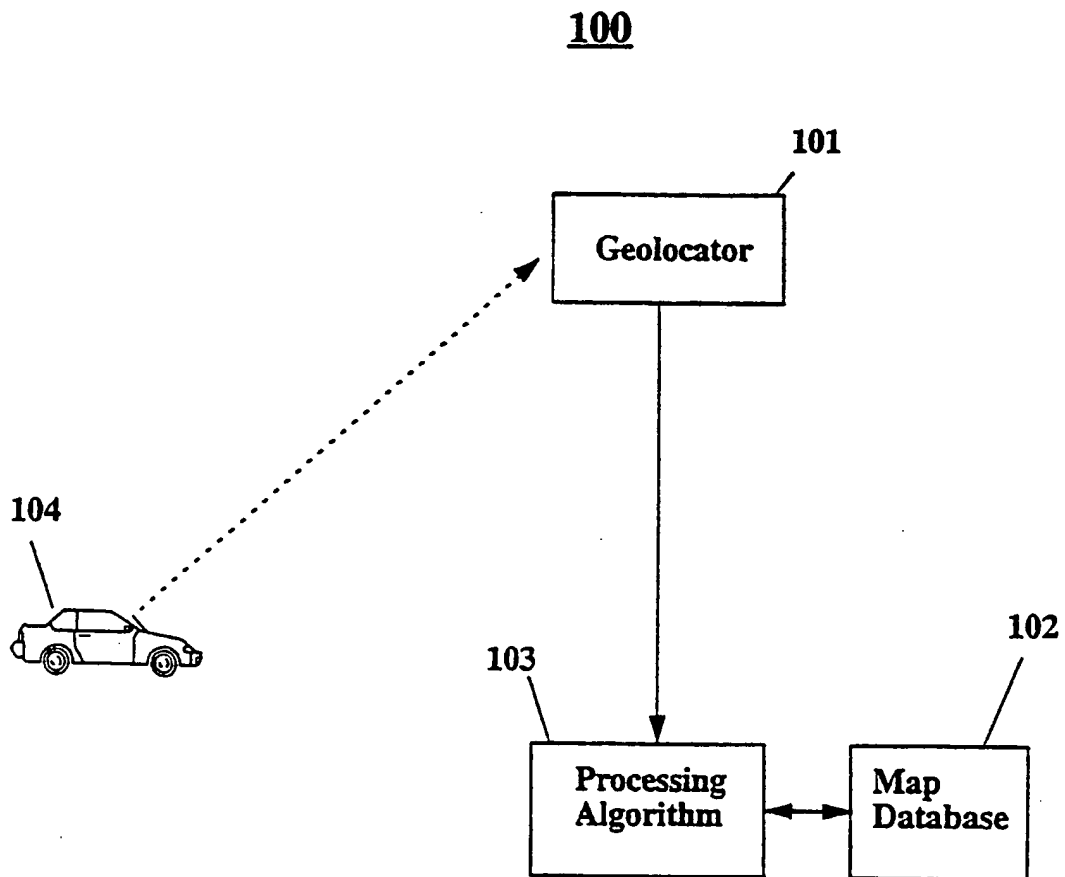 100
101
Geolocator
104
103
102
Processing
Algorithm
Map
Database